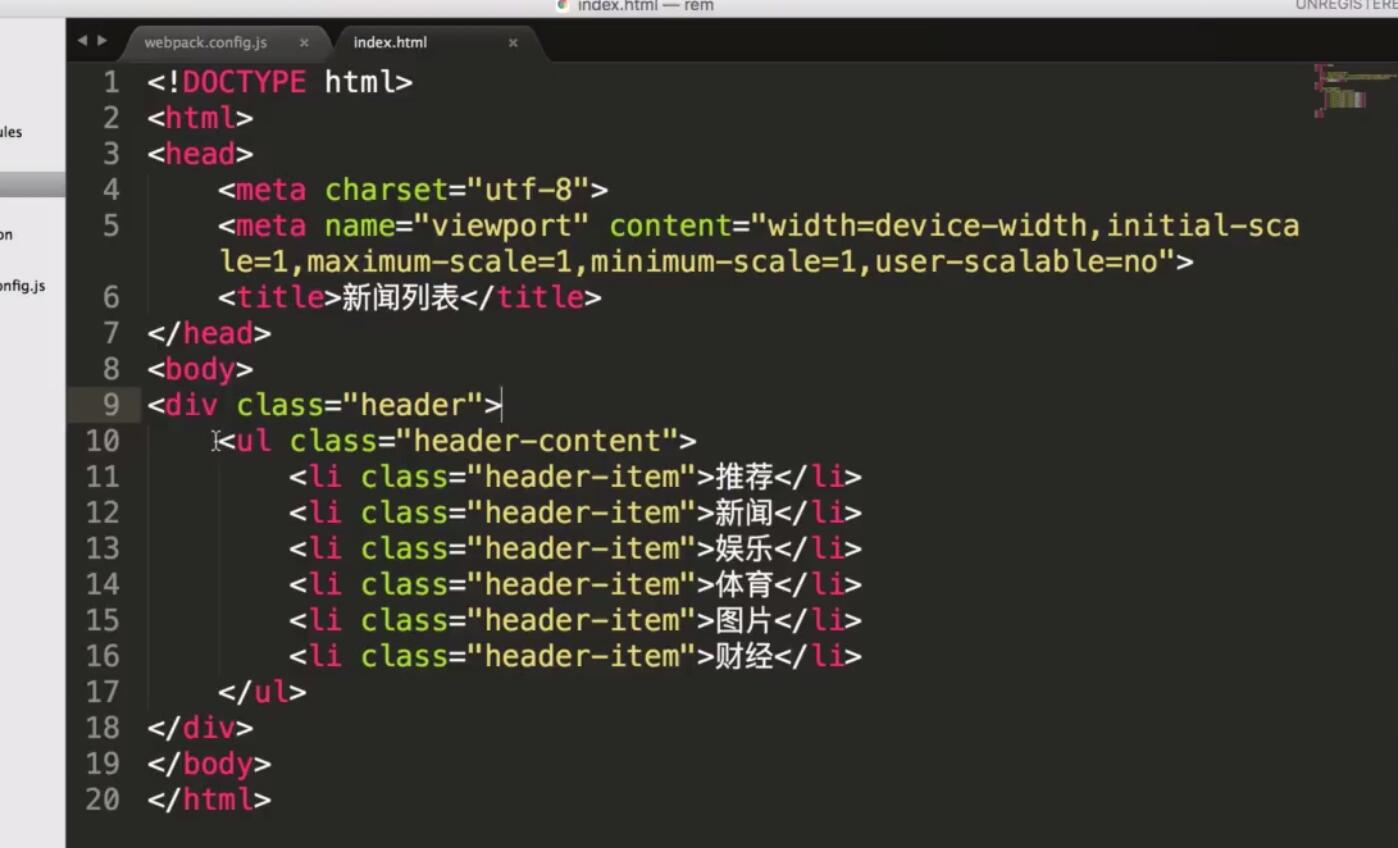 index.html — rem
UNREGISTERE
webpack.config.js ×
index.html ×
ules
on
onfig.js
1 <!DOCTYPE html>
2 <html>
3 <head>
4 <meta charset="utf-8">
5 <meta name="viewport" content="width=device-width,initial-sca
le=1,maximum-scale=1,minimum-scale=1,user-scalable=no">
6 <title>新闻列表</title>
7 </head>
8 <body>
9 <div class="header">
10 <ul class="header-content">
11 <li class="header-item">推荐</li>
12 <li class="header-item">新闻</li>
13 <li class="header-item">娱乐</li>
14 <li class="header-item">体育</li>
15 <li class="header-item">图片</li>
16 <li class="header-item">财经</li>
17 </ul>
18 </div>
19 </body>
20 </html>